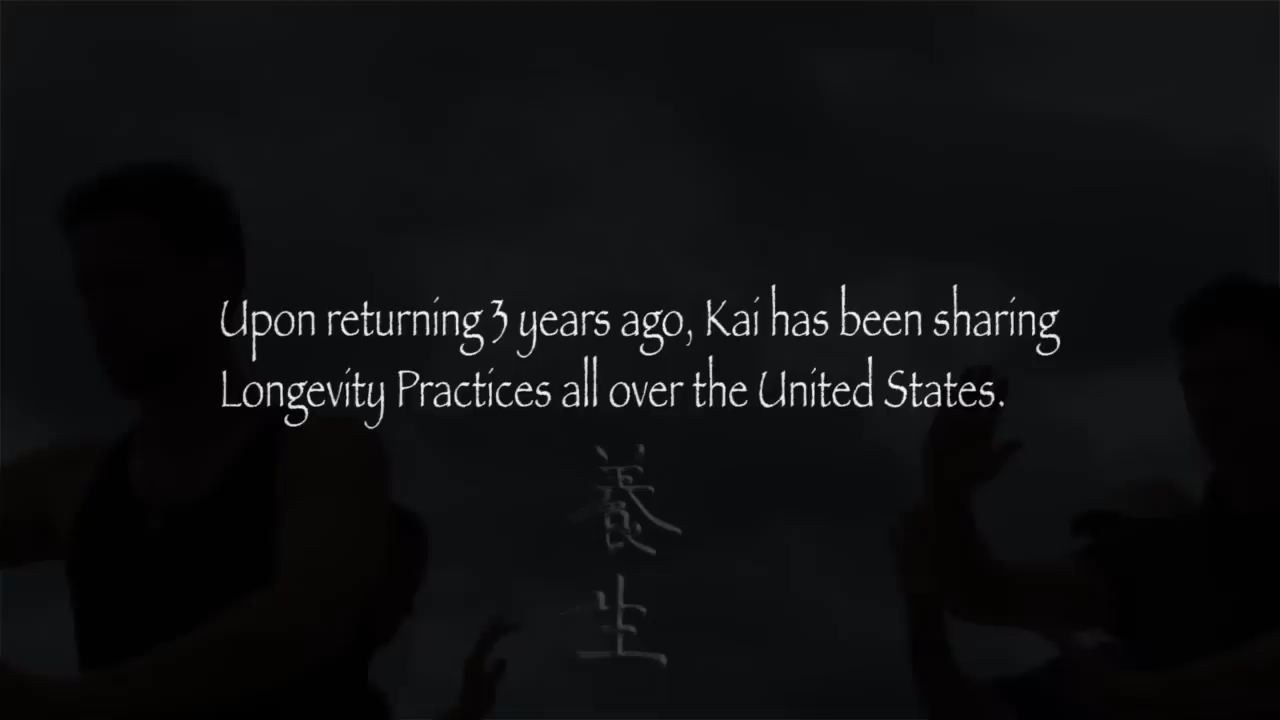 Upon returning 3 years ago, Kai has been sharing
Longevity Practices all over the United States.
養
生